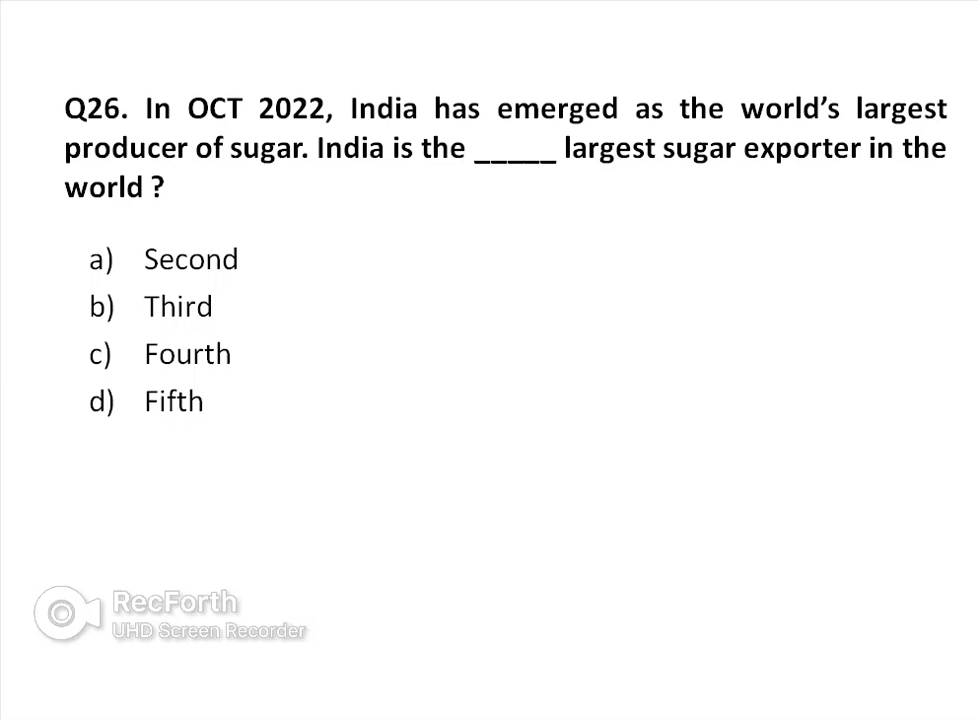 Q26. In OCT 2022, India has emerged as the world’s largest
producer of sugar. India is the _____ largest sugar exporter in the
world ?
a) Second
b) Third
c) Fourth
d) Fifth
RecForth
UHD Screen Recorder